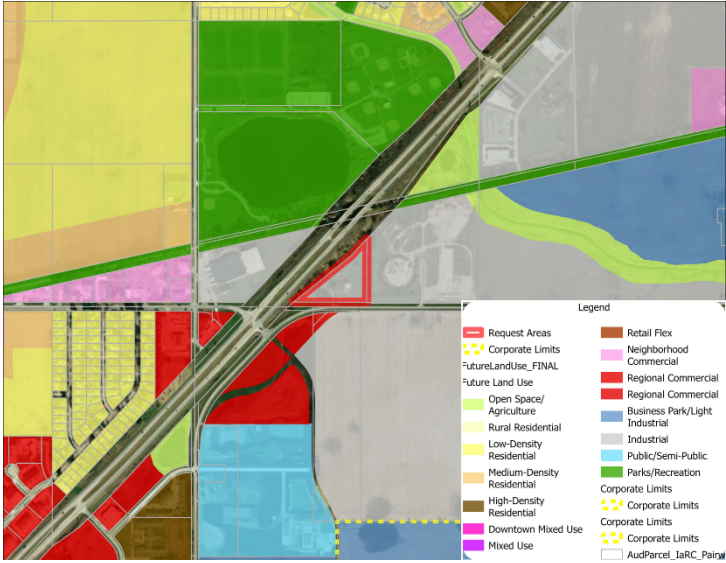 Legend
Request Areas
Corporate Limits
FutureLandUse_FINAL
Future Land Use
Open Space/
Agriculture
Rural Residential
Low-Density
Residential
Medium-Density
Residential
High-Density
Residential
Downtown Mixed Use
Mixed Use
Retail Flex
Neighborhood
Commercial
Regional Commercial
Regional Commercial
Business Park/Light
Industrial
Industrial
Public/Semi-Public
Parks/Recreation
Corporate Limits
Corporate Limits
Corporate Limits
Corporate Limits
AudParcel_IaRC_Pairw